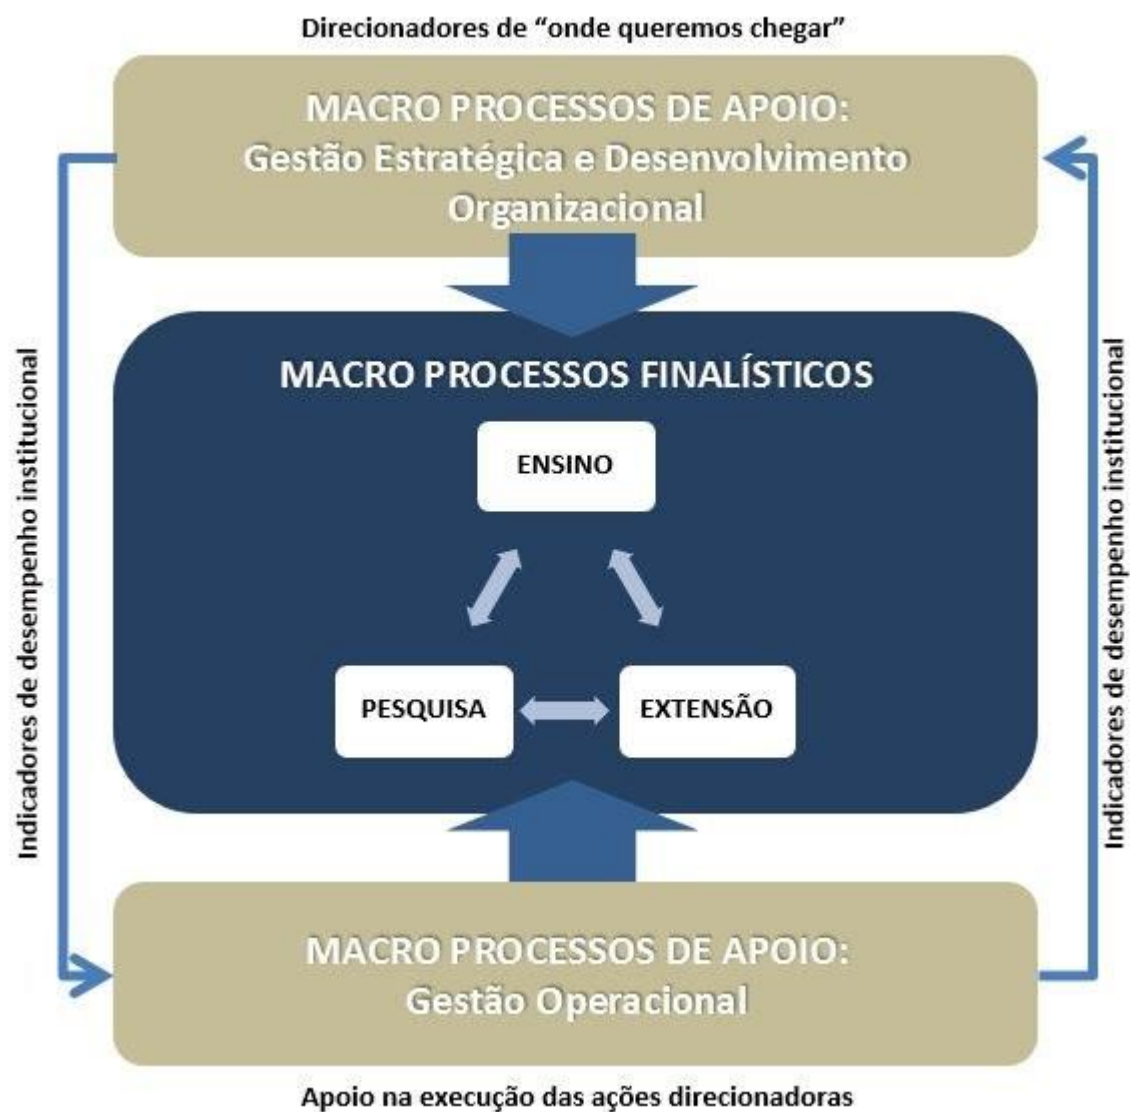 Direcionadores de “onde queremos chegar”
MACRO PROCESSOS DE APOIO:
Gestão Estratégica e Desenvolvimento
Organizacional
Indicadores de desempenho institucional
MACRO PROCESSOS FINALÍSTICOS
ENSINO
PESQUISA
EXTENSÃO
Indicadores de desempenho institucional
MACRO PROCESSOS DE APOIO:
Gestão Operacional
Apoio na execução das ações direcionadoras